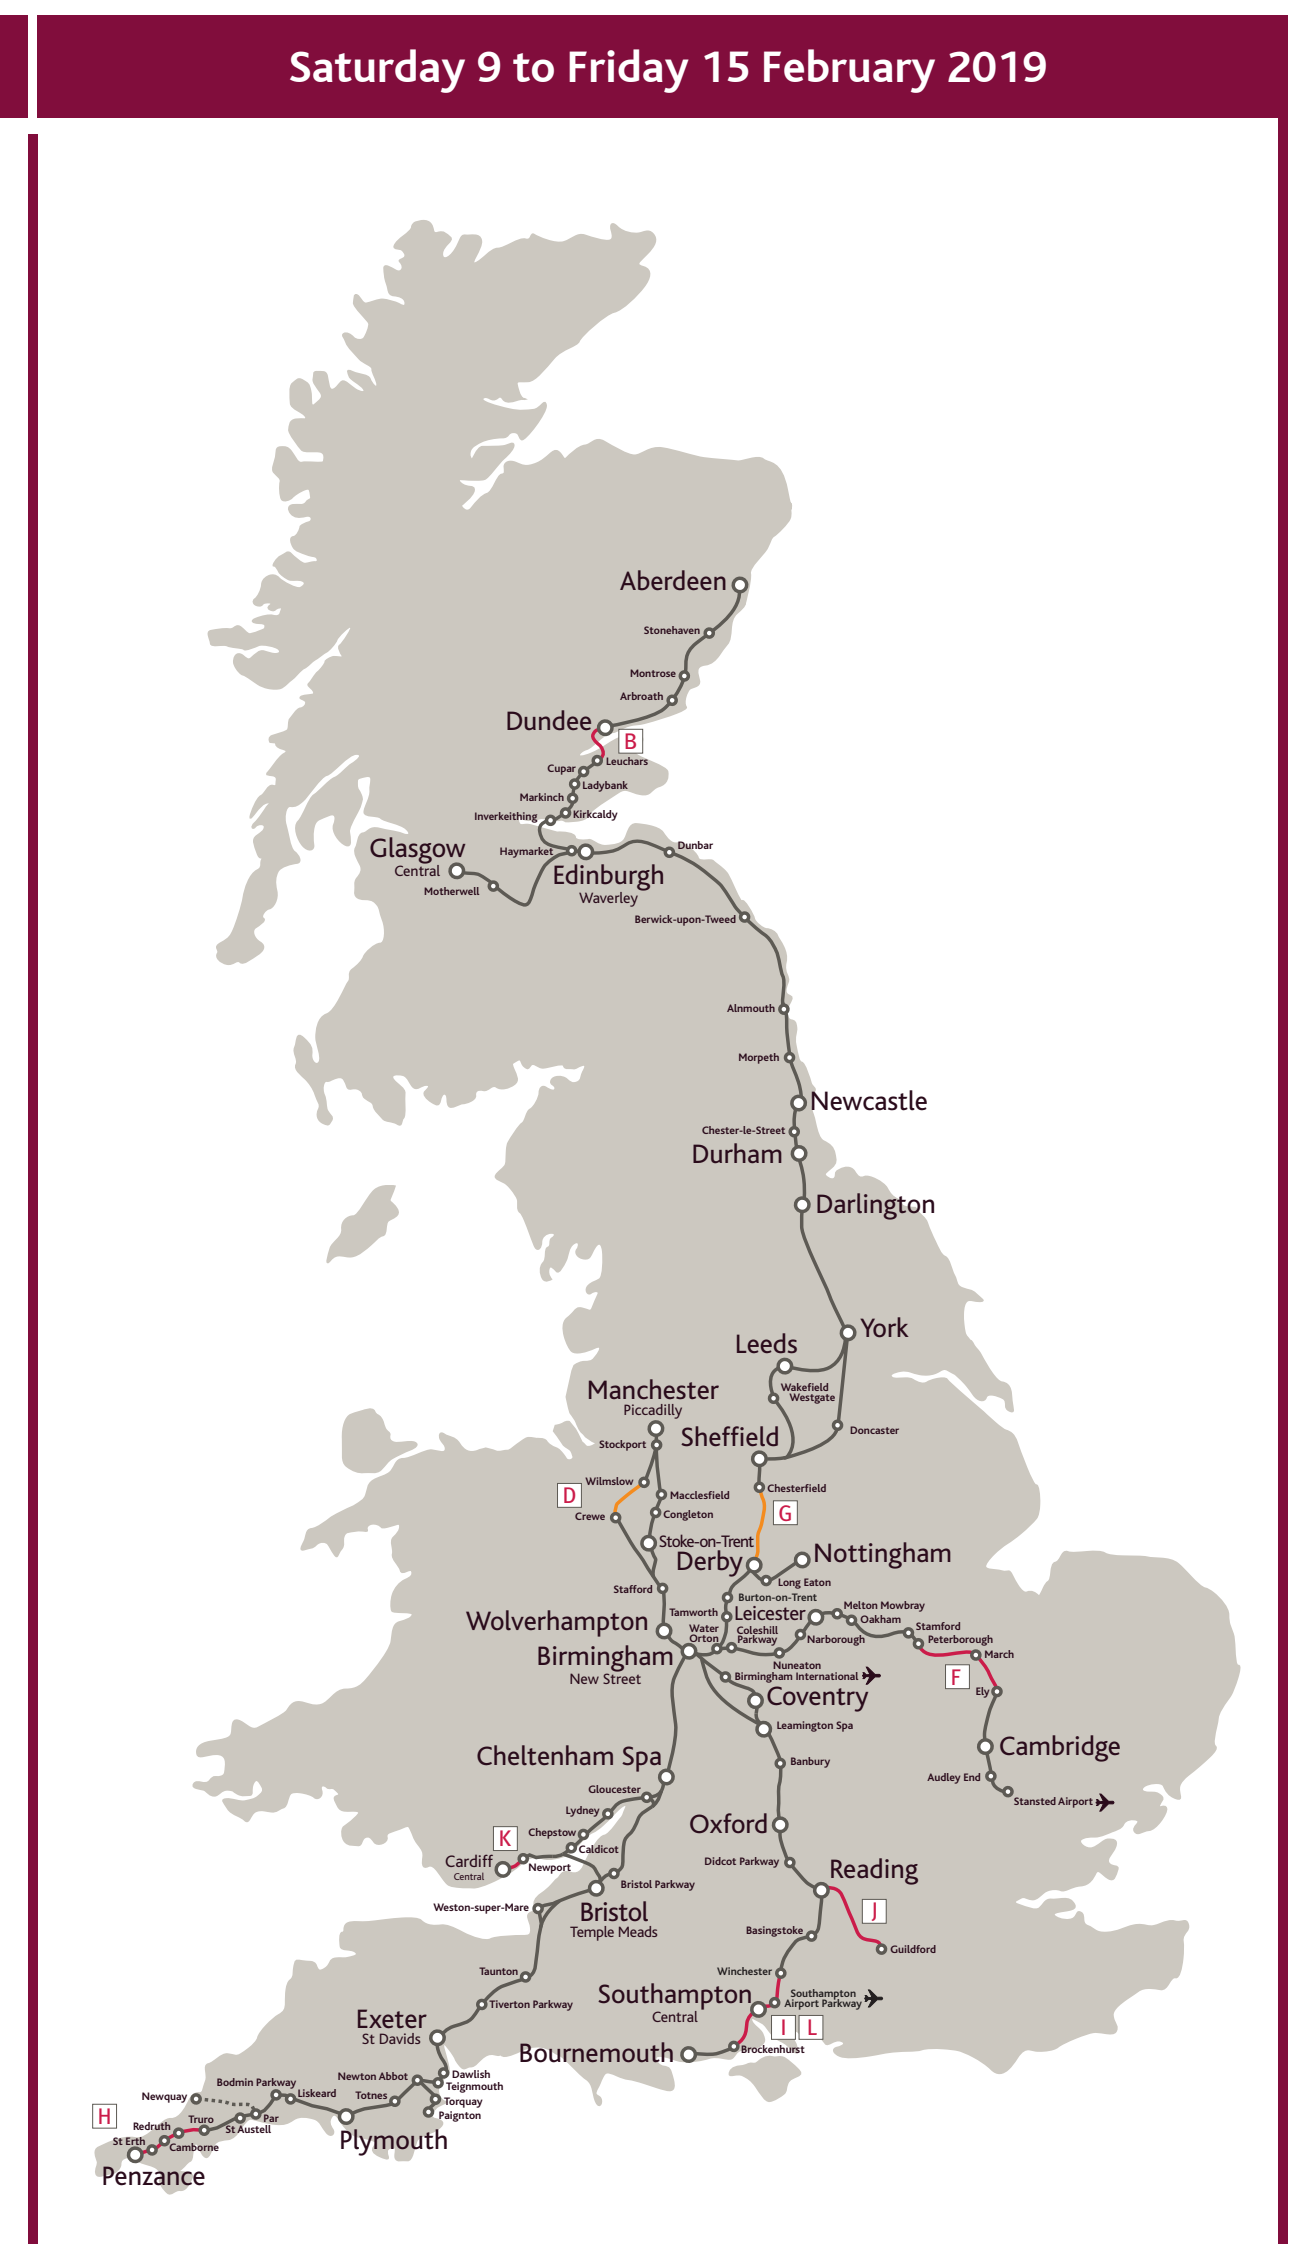 Saturday 9 to Friday 15 February 2019
Aberdeen
Stonehaven
Montrose
Arbroath
Dundee
B
Leuchars
Cupar
Ladybank
Markinch
Kirkcaldy
Inverkeithing
Haymarket
Glasgow
Central
Motherwell
Edinburgh
Waverley
Dunbar
Berwick-upon-Tweed
Alnmouth
Morpeth
Newcastle
Chester-le-Street
Durham
Darlington
York
Leeds
Wakefield
Westgate
Doncaster
Manchester
Piccadilly
Stockport
Sheffield
Wilmslow
D
Crewe
Macclesfield
Congleton
Chesterfield
G
Stoke-on-Trent
Derby
Nottingham
Long Eaton
Stafford
Burton-on-Trent
Tamworth
Wolverhampton
Leicester
Melton Mowbray
Oakham
Stamford
Peterborough
March
F
Ely
Water
Orton
Coleshill
Parkway
Narborough
Nuneaton
Birmingham
New Street
Birmingham International
Coventry
Leamington Spa
Cambridge
Audley End
Stansted Airport
Banbury
Cheltenham Spa
Gloucester
Lydney
Chepstow
Caldicot
K
Cardiff
Central
Newport
Bristol Parkway
Oxford
Didcot Parkway
Reading
J
Guildford
Basingstoke
Winchester
Weston-super-Mare
Bristol
Temple Meads
Taunton
Tiverton Parkway
Southampton
Central
Southampton
Airport Parkway
I
L
Brockenhurst
Bournemouth
Exeter
St Davids
Dawlish
Teignmouth
Newton Abbot
Torquay
Paignton
Totnes
Plymouth
Liskeard
Bodmin Parkway
Newquay
Par
St Austell
Truro
H
Redruth
Camborne
St Erth
Penzance